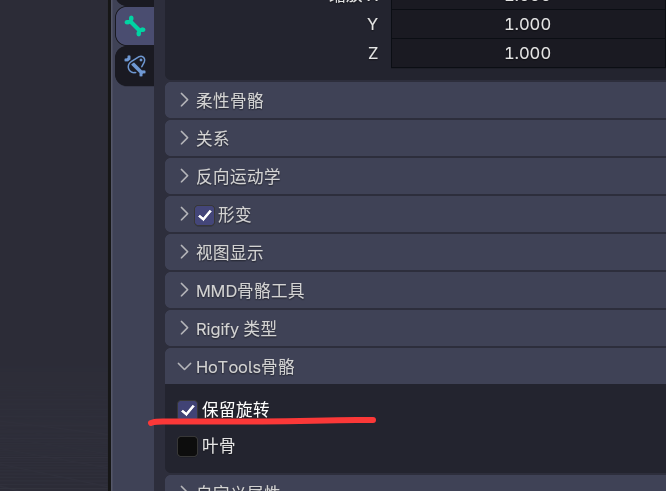 Y 1.000
Z 1.000
柔性骨骼
关系
反向运动学
形变
视图显示
MMD骨骼工具
Rigify 类型
HoTools骨骼
保留旋转
叶骨